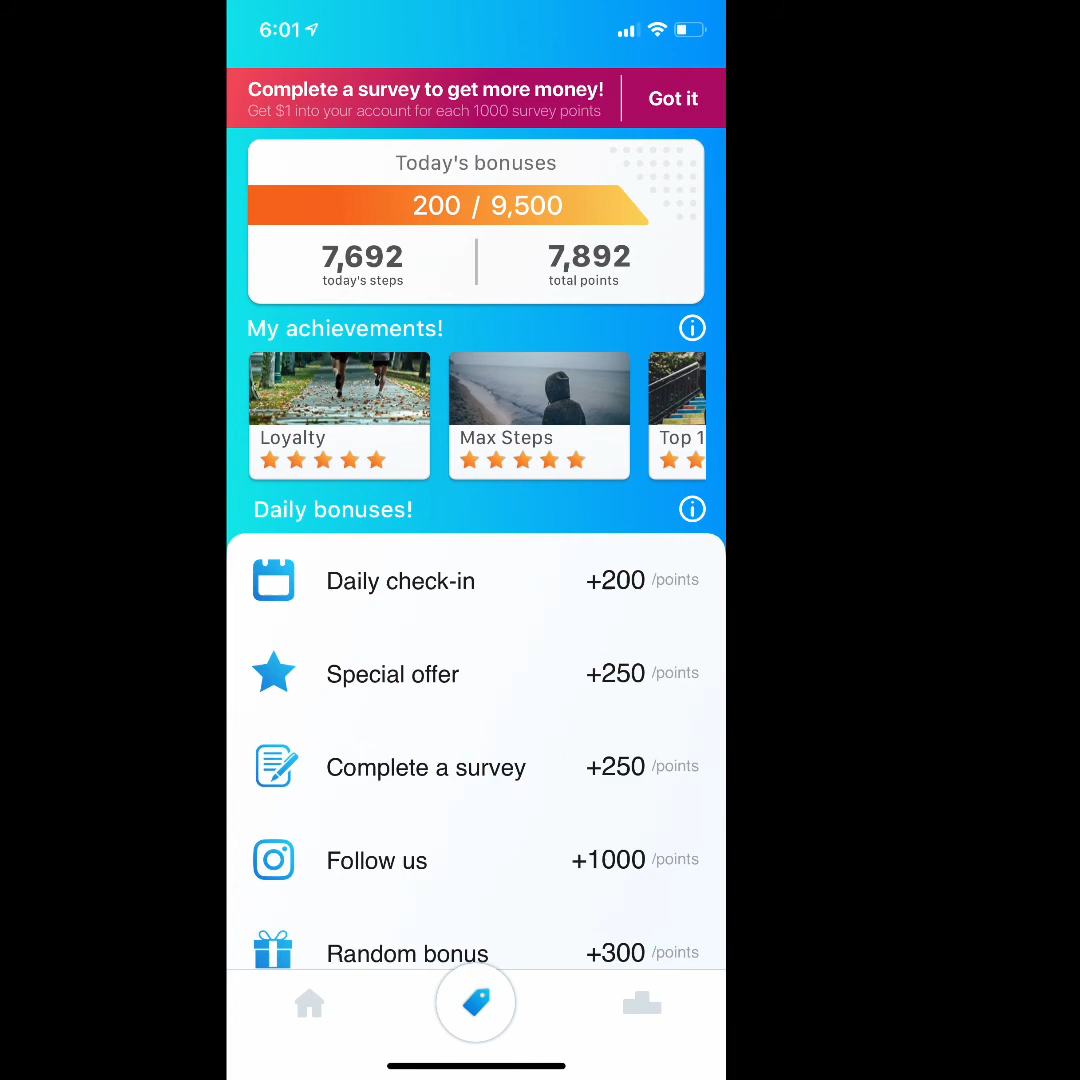 6:01
Complete a survey to get more money!
Get $1 into your account for each 1000 survey points
Got it
Today's bonuses
200 / 9,500
7,692
today's steps
7,892
total points
My achievements!
Loyalty
Max Steps
Top 1
Daily bonuses!
Daily check-in +200 /points
Special offer +250 /points
Complete a survey +250 /points
Follow us +1000 /points
Random bonus +300 /points